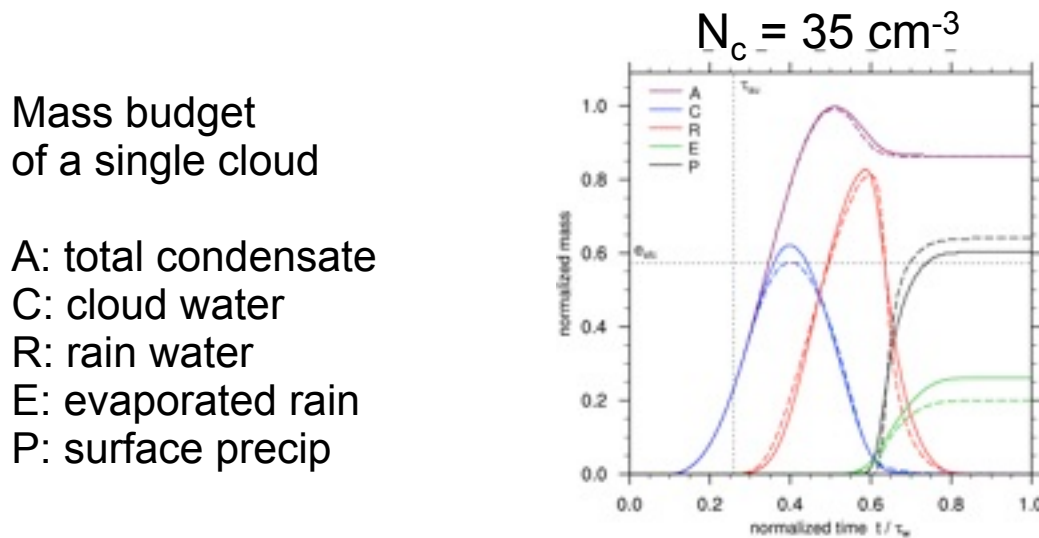 Mass budget
of a single cloud
A: total condensate
C: cloud water
R: rain water
E: evaporated rain
P: surface precip
N_c = 35 cm^-3
A
C
R
E
P
τ_au
1.0
0.8
0.6
0.4
0.2
0.0
normalized mass
0.0 0.2 0.4 0.6 0.8 1.0
normalized time t / τ_w